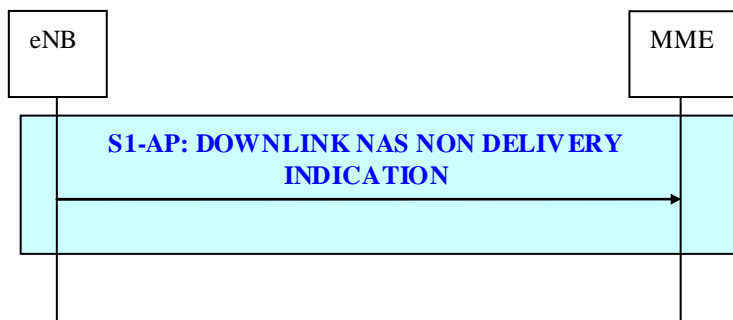 eNB
MME
S1-AP: DOWNLINK NAS NON DELIVERY
INDICATION